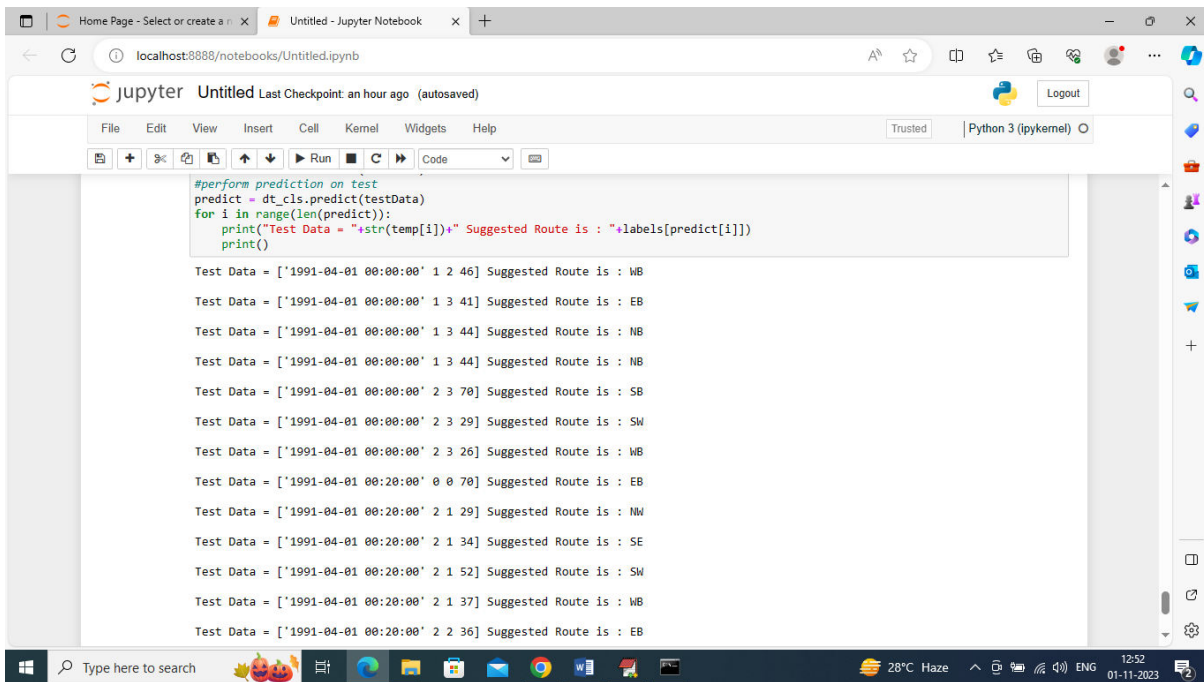 Home Page - Select or create a n
Untitled - Jupyter Notebook
localhost:8888/notebooks/Untitled.ipynb
jupyter Untitled Last Checkpoint: an hour ago (autosaved)
Logout
File Edit View Insert Cell Kernel Widgets Help
Trusted
Python 3 (ipykernel)
Run
Code
#perform prediction on test
predict = dt_cls.predict(testData)
for i in range(len(predict)):
    print("Test Data = "+str(temp[i])+" Suggested Route is : "+labels[predict[i]])
    print()
Test Data = ['1991-04-01 00:00:00' 1 2 46] Suggested Route is : WB
Test Data = ['1991-04-01 00:00:00' 1 3 41] Suggested Route is : EB
Test Data = ['1991-04-01 00:00:00' 1 3 44] Suggested Route is : NB
Test Data = ['1991-04-01 00:00:00' 1 3 44] Suggested Route is : NB
Test Data = ['1991-04-01 00:00:00' 2 3 70] Suggested Route is : SB
Test Data = ['1991-04-01 00:00:00' 2 3 29] Suggested Route is : SW
Test Data = ['1991-04-01 00:00:00' 2 3 26] Suggested Route is : WB
Test Data = ['1991-04-01 00:20:00' 0 0 70] Suggested Route is : EB
Test Data = ['1991-04-01 00:20:00' 2 1 29] Suggested Route is : NW
Test Data = ['1991-04-01 00:20:00' 2 1 34] Suggested Route is : SE
Test Data = ['1991-04-01 00:20:00' 2 1 52] Suggested Route is : SW
Test Data = ['1991-04-01 00:20:00' 2 1 37] Suggested Route is : WB
Test Data = ['1991-04-01 00:20:00' 2 2 36] Suggested Route is : EB
Type here to search
28°C Haze
ENG
12:52
01-11-2023